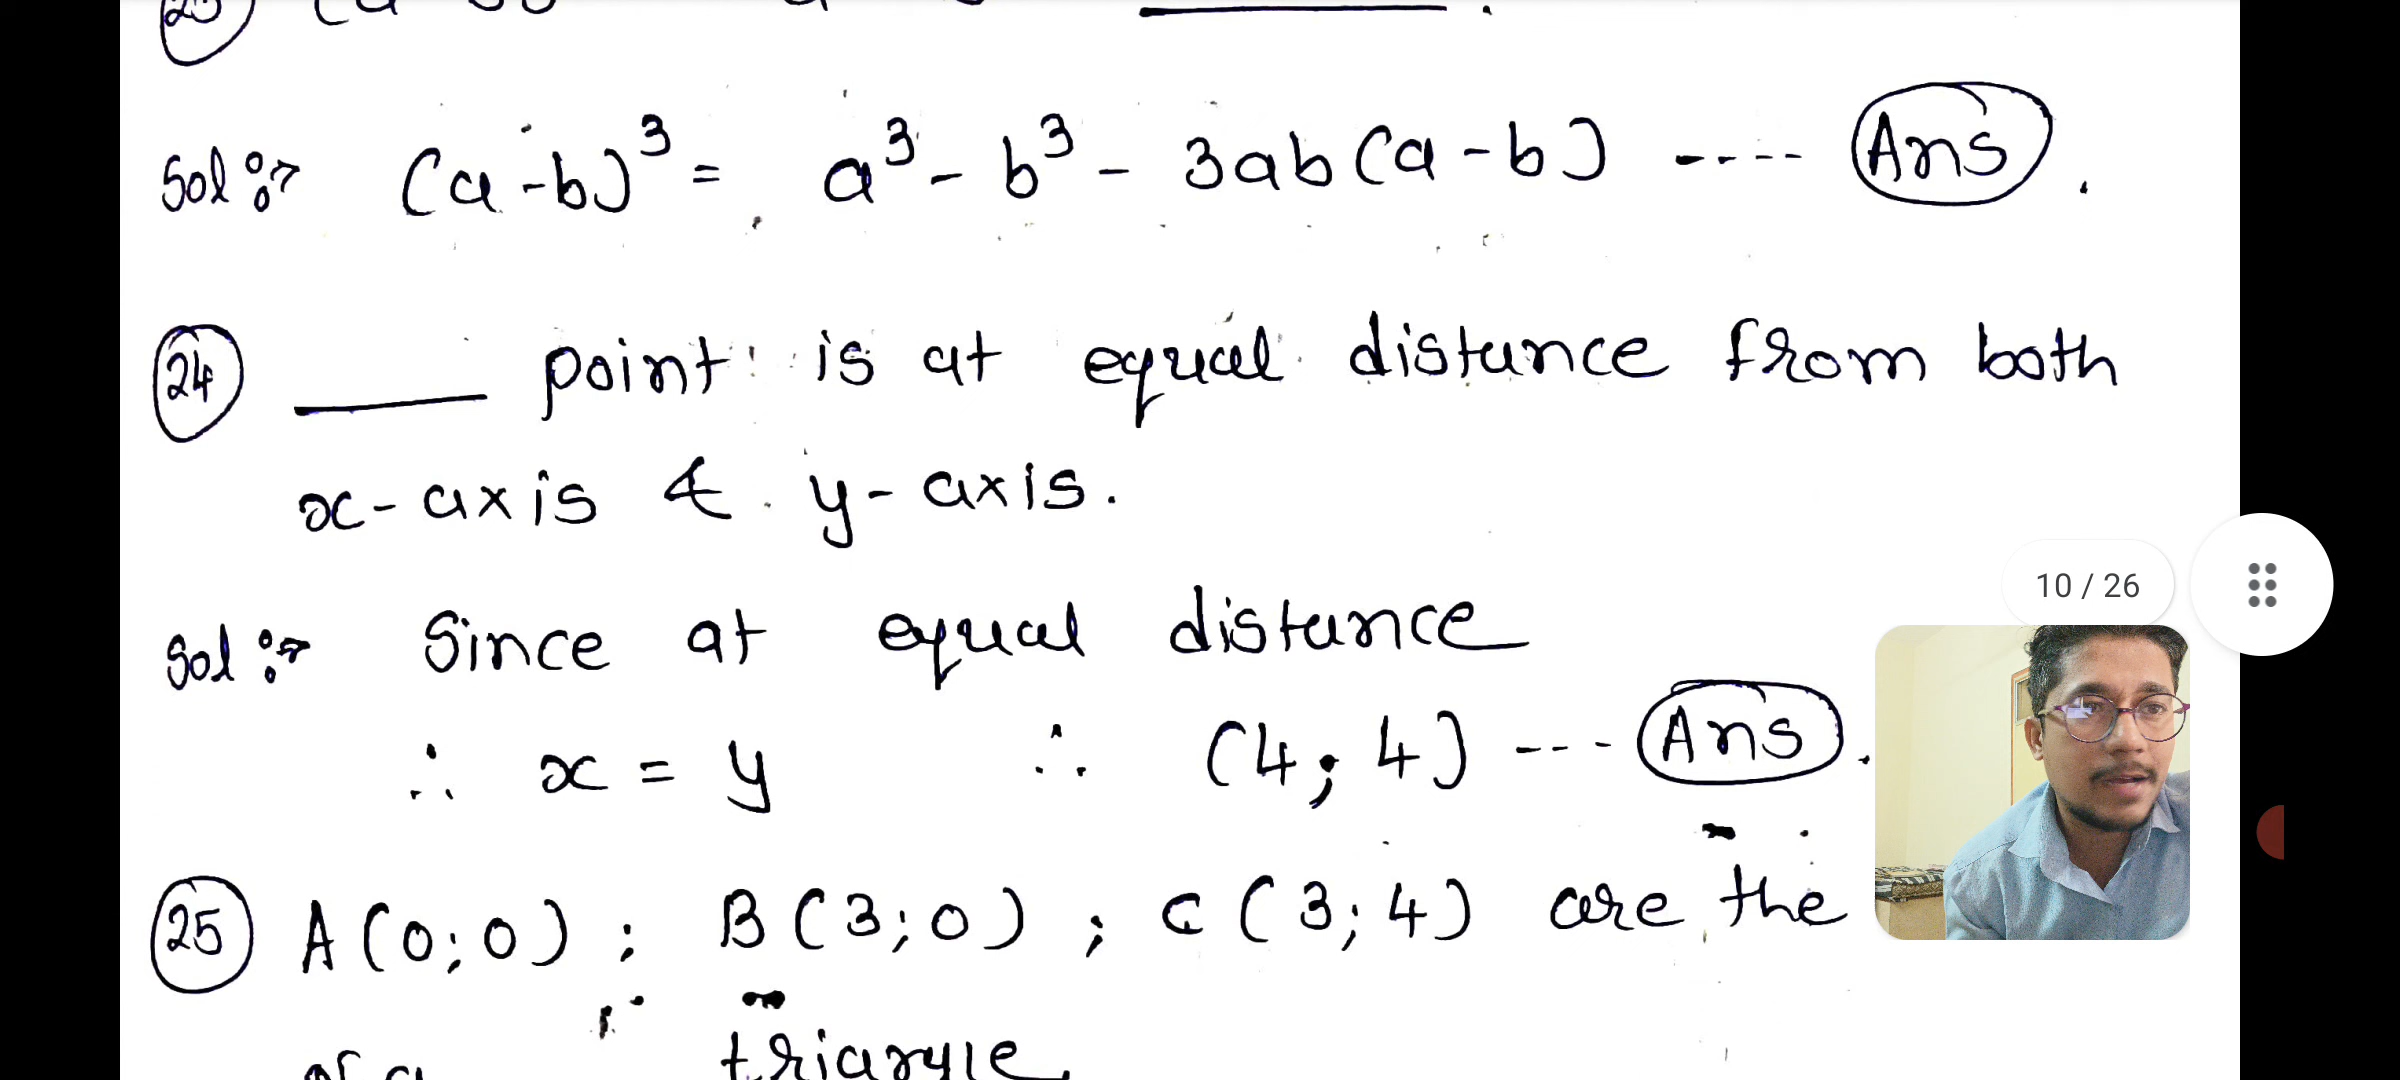 Sol :→ (a-b)³ = a³ - b³ - 3ab(a-b) ---- Ans.
24 ____ point is at equal distance from both
x-axis & y-axis.
Sol :→ Since at equal distance
∴ x = y ∴ (4; 4) --- Ans.
10 / 26
25 A(0;0); B(3;0); C(3;4) are the
triangle